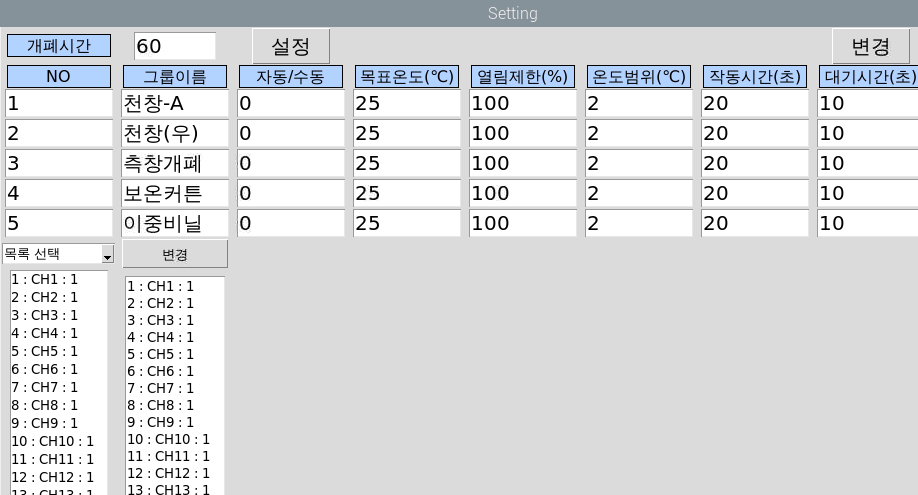 Setting
개폐시간 60 설정 변경
NO 그룹이름 자동/수동 목표온도(℃) 열림제한(%) 온도범위(℃) 작동시간(초) 대기시간(초)
1 천창-A 0 25 100 2 20 10
2 천창(우) 0 25 100 2 20 10
3 측창개폐 0 25 100 2 20 10
4 보온커튼 0 25 100 2 20 10
5 이중비닐 0 25 100 2 20 10
목록 선택 변경
1 : CH1 : 1
2 : CH2 : 1
3 : CH3 : 1
4 : CH4 : 1
5 : CH5 : 1
6 : CH6 : 1
7 : CH7 : 1
8 : CH8 : 1
9 : CH9 : 1
10 : CH10 : 1
11 : CH11 : 1
12 : CH12 : 1
13 : CH13 : 1
1 : CH1 : 1
2 : CH2 : 1
3 : CH3 : 1
4 : CH4 : 1
5 : CH5 : 1
6 : CH6 : 1
7 : CH7 : 1
8 : CH8 : 1
9 : CH9 : 1
10 : CH10 : 1
11 : CH11 : 1
12 : CH12 : 1
13 : CH13 : 1